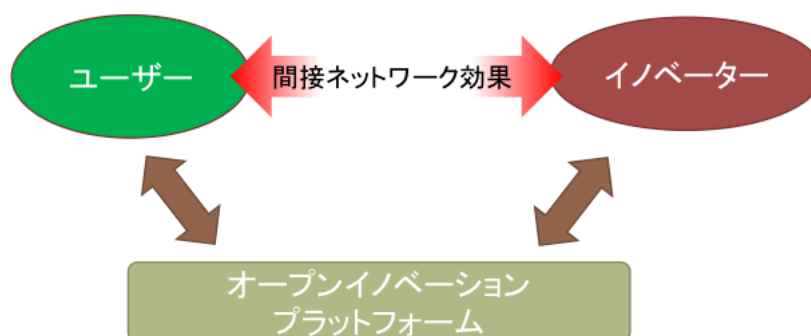 ユーザー
間接ネットワーク効果
イノベーター
オープンイノベーション
プラットフォーム